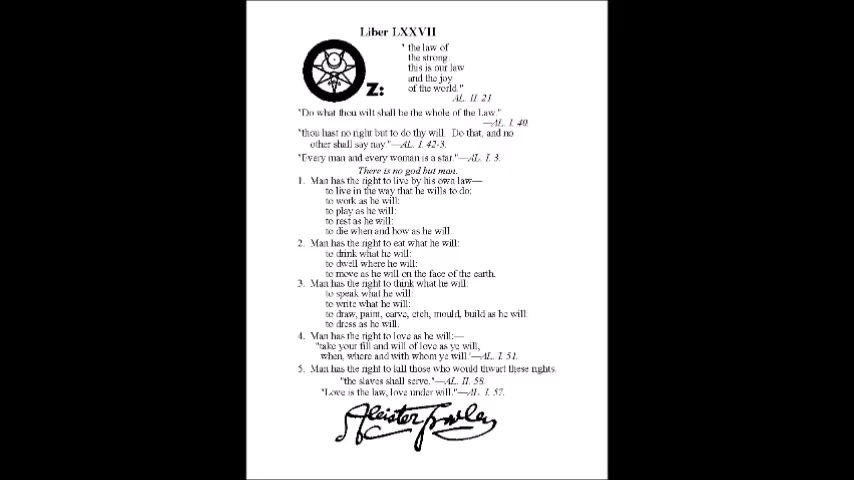 Liber LXXVII
" the law of
the strong
this is our law
and the joy
of the world."
Z:
AL. II. 21
"Do what thou wilt shall be the whole of the Law."
—AL. I. 40.
"thou hast no right but to do thy will. Do that, and no
other shall say nay."—AL. I. 42-3.
"Every man and every woman is a star."—AL. I. 3.
There is no god but man.
1. Man has the right to live by his own law—
to live in the way that he wills to do:
to work as he will:
to play as he will:
to rest as he will:
to die when and how as he will.
2. Man has the right to eat what he will:
to drink what he will:
to dwell where he will:
to move as he will on the face of the earth.
3. Man has the right to think what he will:
to speak what he will:
to write what he will:
to draw, paint, carve, etch, mould, build as he will:
to dress as he will.
4. Man has the right to love as he will:—
"take your fill and will of love as ye will,
when, where and with whom ye will."—AL. I. 51.
5. Man has the right to kill those who would thwart these rights.
"the slaves shall serve."—AL. II. 58.
"Love is the law, love under will."—AL. I. 57.
Aleister Crowley